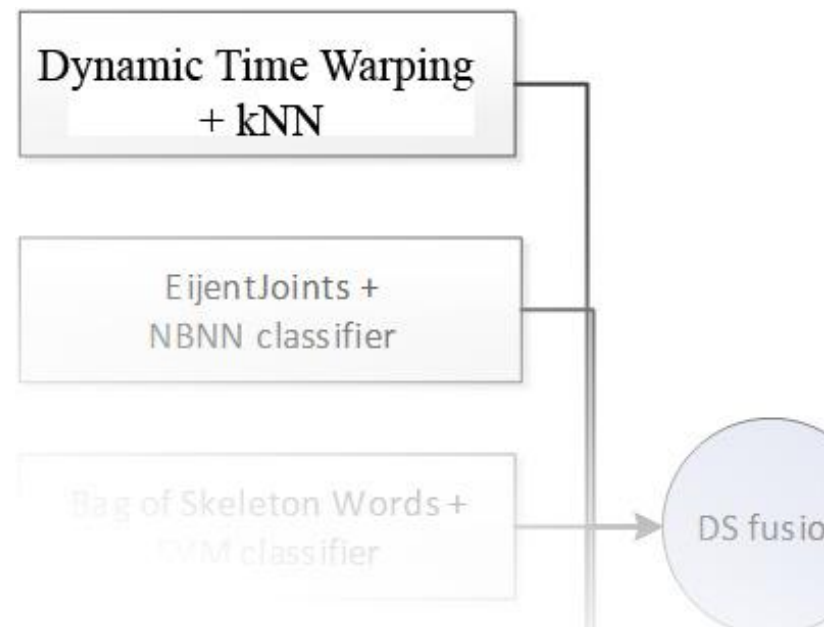 Dynamic Time Warping
+ kNN
EijentJoints +
NBNN classifier
Bag of Skeleton Words +
classifier
DS fusio